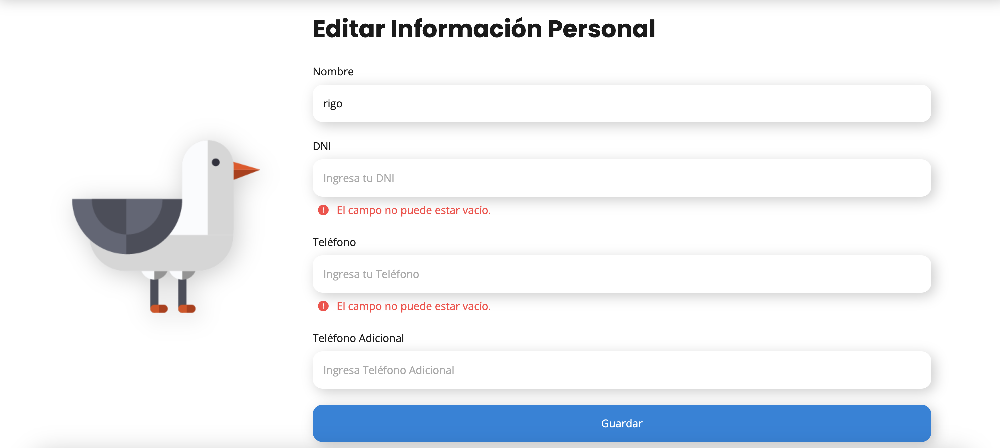 Editar Información Personal
Nombre
rigo
DNI
Ingresa tu DNI
El campo no puede estar vacío.
Teléfono
Ingresa tu Teléfono
El campo no puede estar vacío.
Teléfono Adicional
Ingresa Teléfono Adicional
Guardar